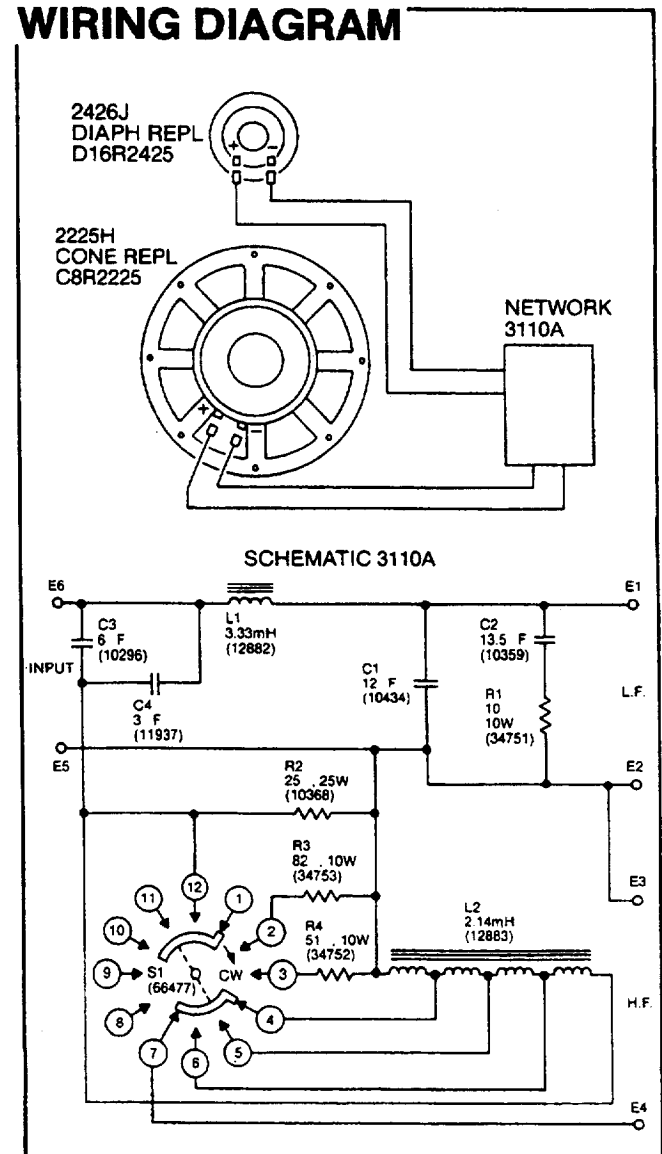 WIRING DIAGRAM
2426J
DIAPH REPL
D16R2425
+ −
2225H
CONE REPL
C8R2225
NETWORK
3110A
+ −
SCHEMATIC 3110A
E6
E1
C3
6 F
(10296)
L1
3.33mH
(12882)
C2
13.5 F
(10359)
INPUT
C4
3 F
(11937)
C1
12 F
(10434)
R1
10
10W
(34751)
L.F.
E5
E2
R2
25 , 25W
(10368)
R3
82 , 10W
(34753)
E3
12
11
1
10
2
R4
51 , 10W
(34752)
L2
2.14mH
(12883)
9
S1
(66477)
CW
3
8
4
H.F.
7
6
5
E4